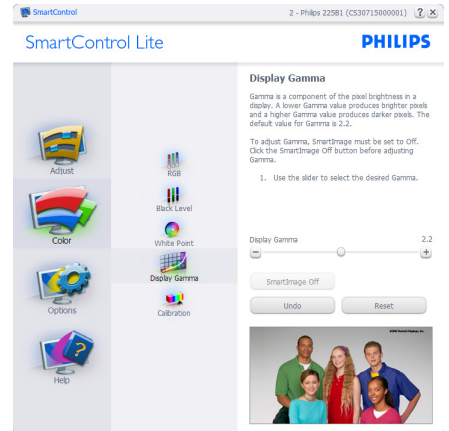 SmartControl
2 - Philips 225B1 (CS30715000001)
?
X
SmartControl Lite
PHILIPS
Adjust
Color
Options
Help
RGB
Black Level
White Point
Display Gamma
Calibration
Display Gamma
Gamma is a component of the pixel brightness in a
display. A lower Gamma value produces brighter pixels
and a higher Gamma value produces darker pixels. The
default value for Gamma is 2.2.
To adjust Gamma, SmartImage must be set to Off.
Click the SmartImage Off button before adjusting
Gamma.
1. Use the slider to select the desired Gamma.
Display Gamma
2.2
SmartImage Off
Undo
Reset